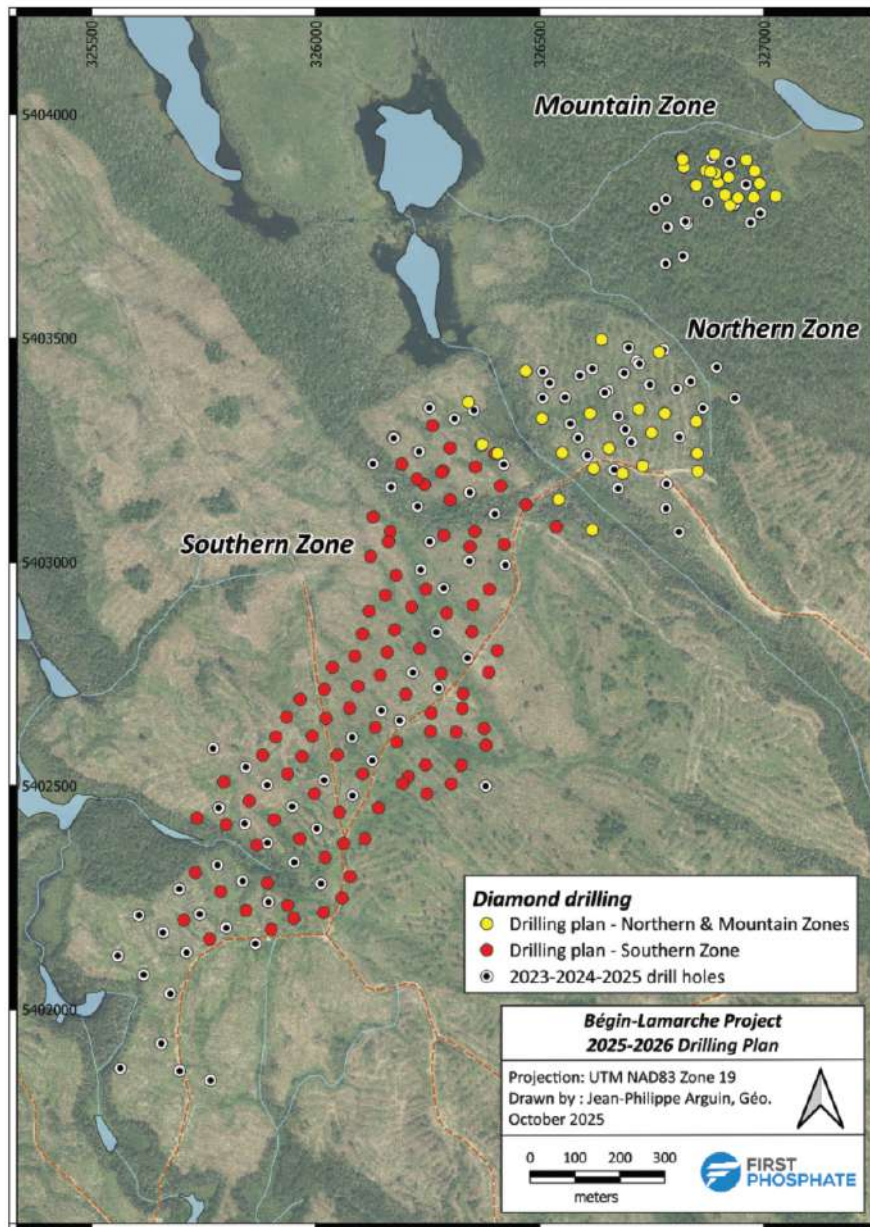 325500
326000
326500
327000
5404000
Mountain Zone
5403500
Northern Zone
Southern Zone
5403000
5402500
5402000
Diamond drilling
Drilling plan - Northern & Mountain Zones
Drilling plan - Southern Zone
2023-2024-2025 drill holes
Bégin-Lamarche Project
2025-2026 Drilling Plan
Projection: UTM NAD83 Zone 19
Drawn by : Jean-Philippe Arguin, Géo.
October 2025
0 100 200 300
meters
FIRST
PHOSPHATE